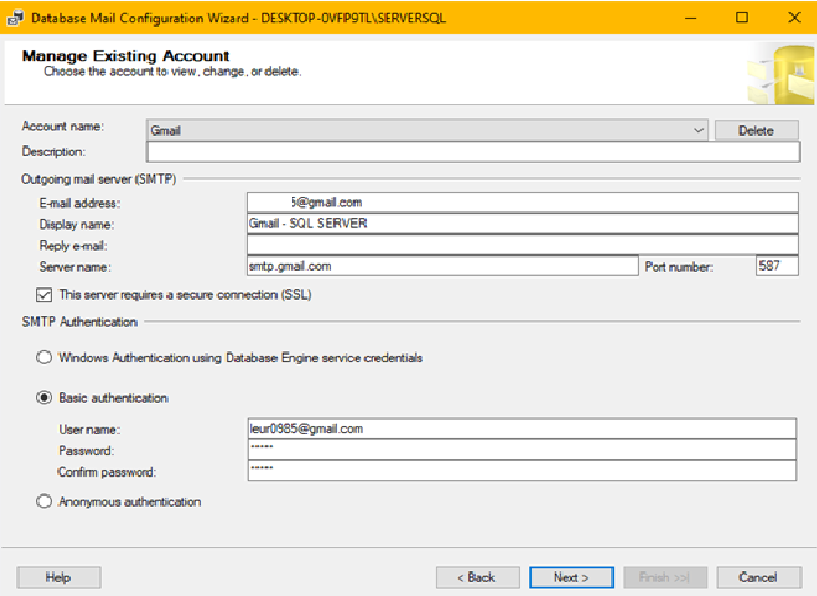 Database Mail Configuration Wizard - DESKTOP-0VFIP9TL\SERVERSQL
Manage Existing Account
Choose the account to view, change, or delete.
Account name: Gmail Delete
Description:
Outgoing mail server (SMTP)
E-mail address: 5@gmail.com
Display name: Gmail - SQL SERVER
Reply e-mail:
Server name: smtp.gmail.com Port number: 587
This server requires a secure connection (SSL)
SMTP Authentication
Windows Authentication using Database Engine service credentials
Basic authentication
User name: leur0985@gmail.com
Password: *****
Confirm password: *****
Anonymous authentication
Help < Back Next > Finish >>| Cancel